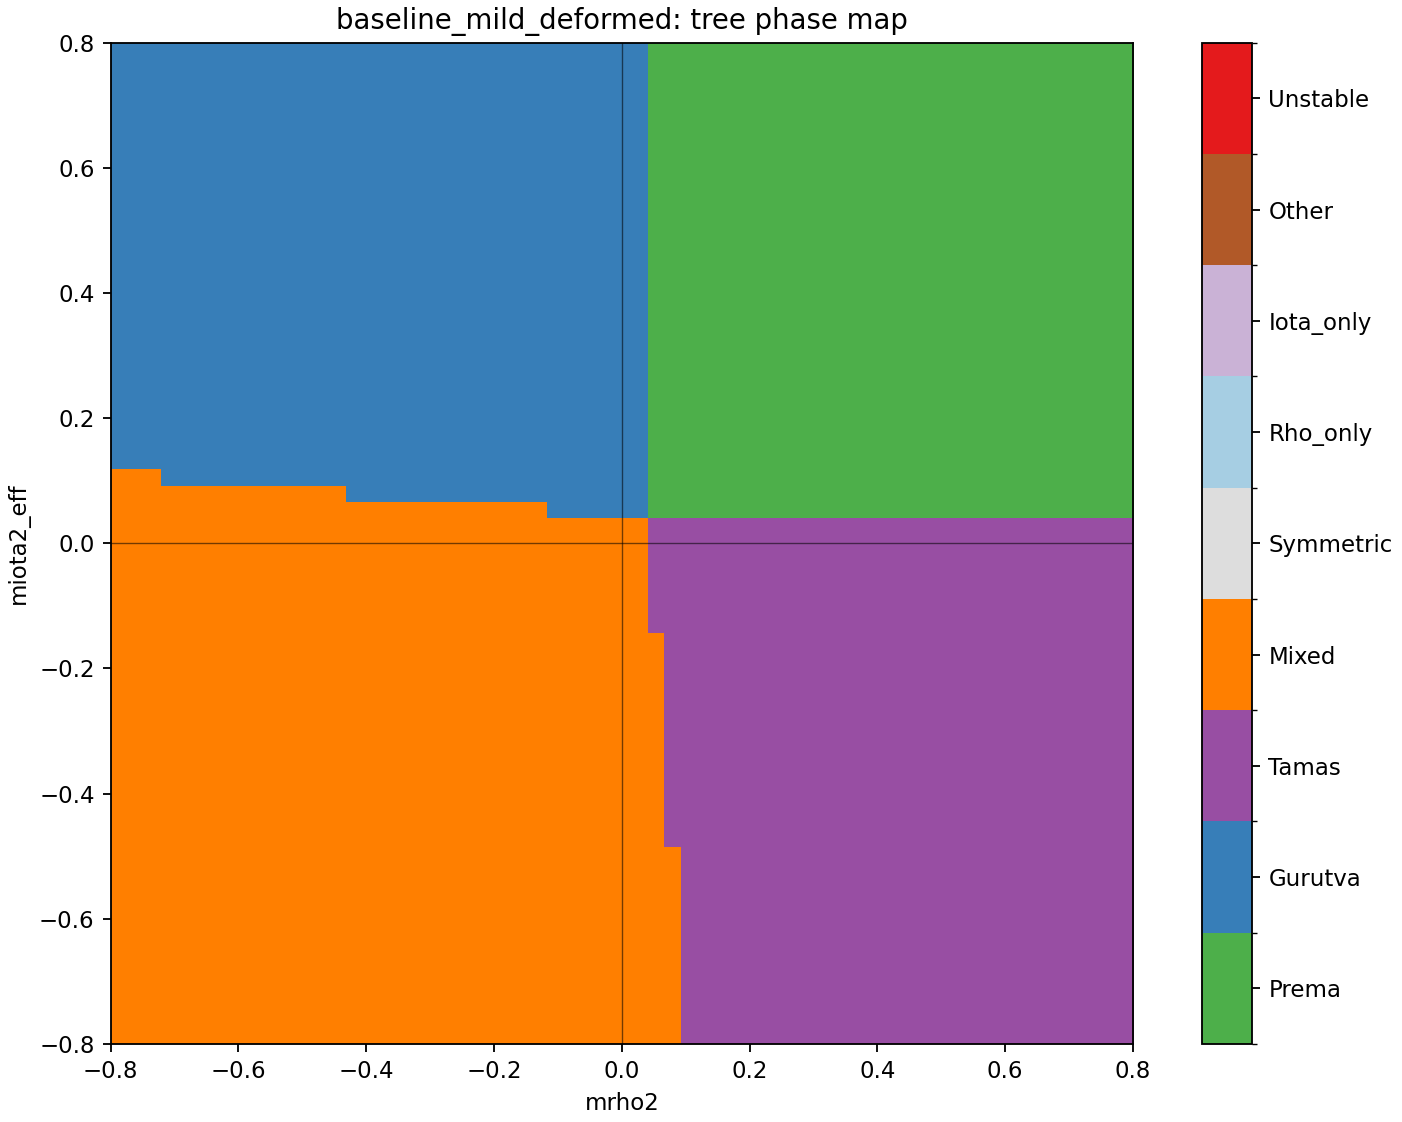 baseline_mild_deformed: tree phase map
miota2_eff
0.8
0.6
0.4
0.2
0.0
−0.2
−0.4
−0.6
−0.8
−0.8 −0.6 −0.4 −0.2 0.0 0.2 0.4 0.6 0.8
mrho2
Unstable
Other
Iota_only
Rho_only
Symmetric
Mixed
Tamas
Gurutva
Prema